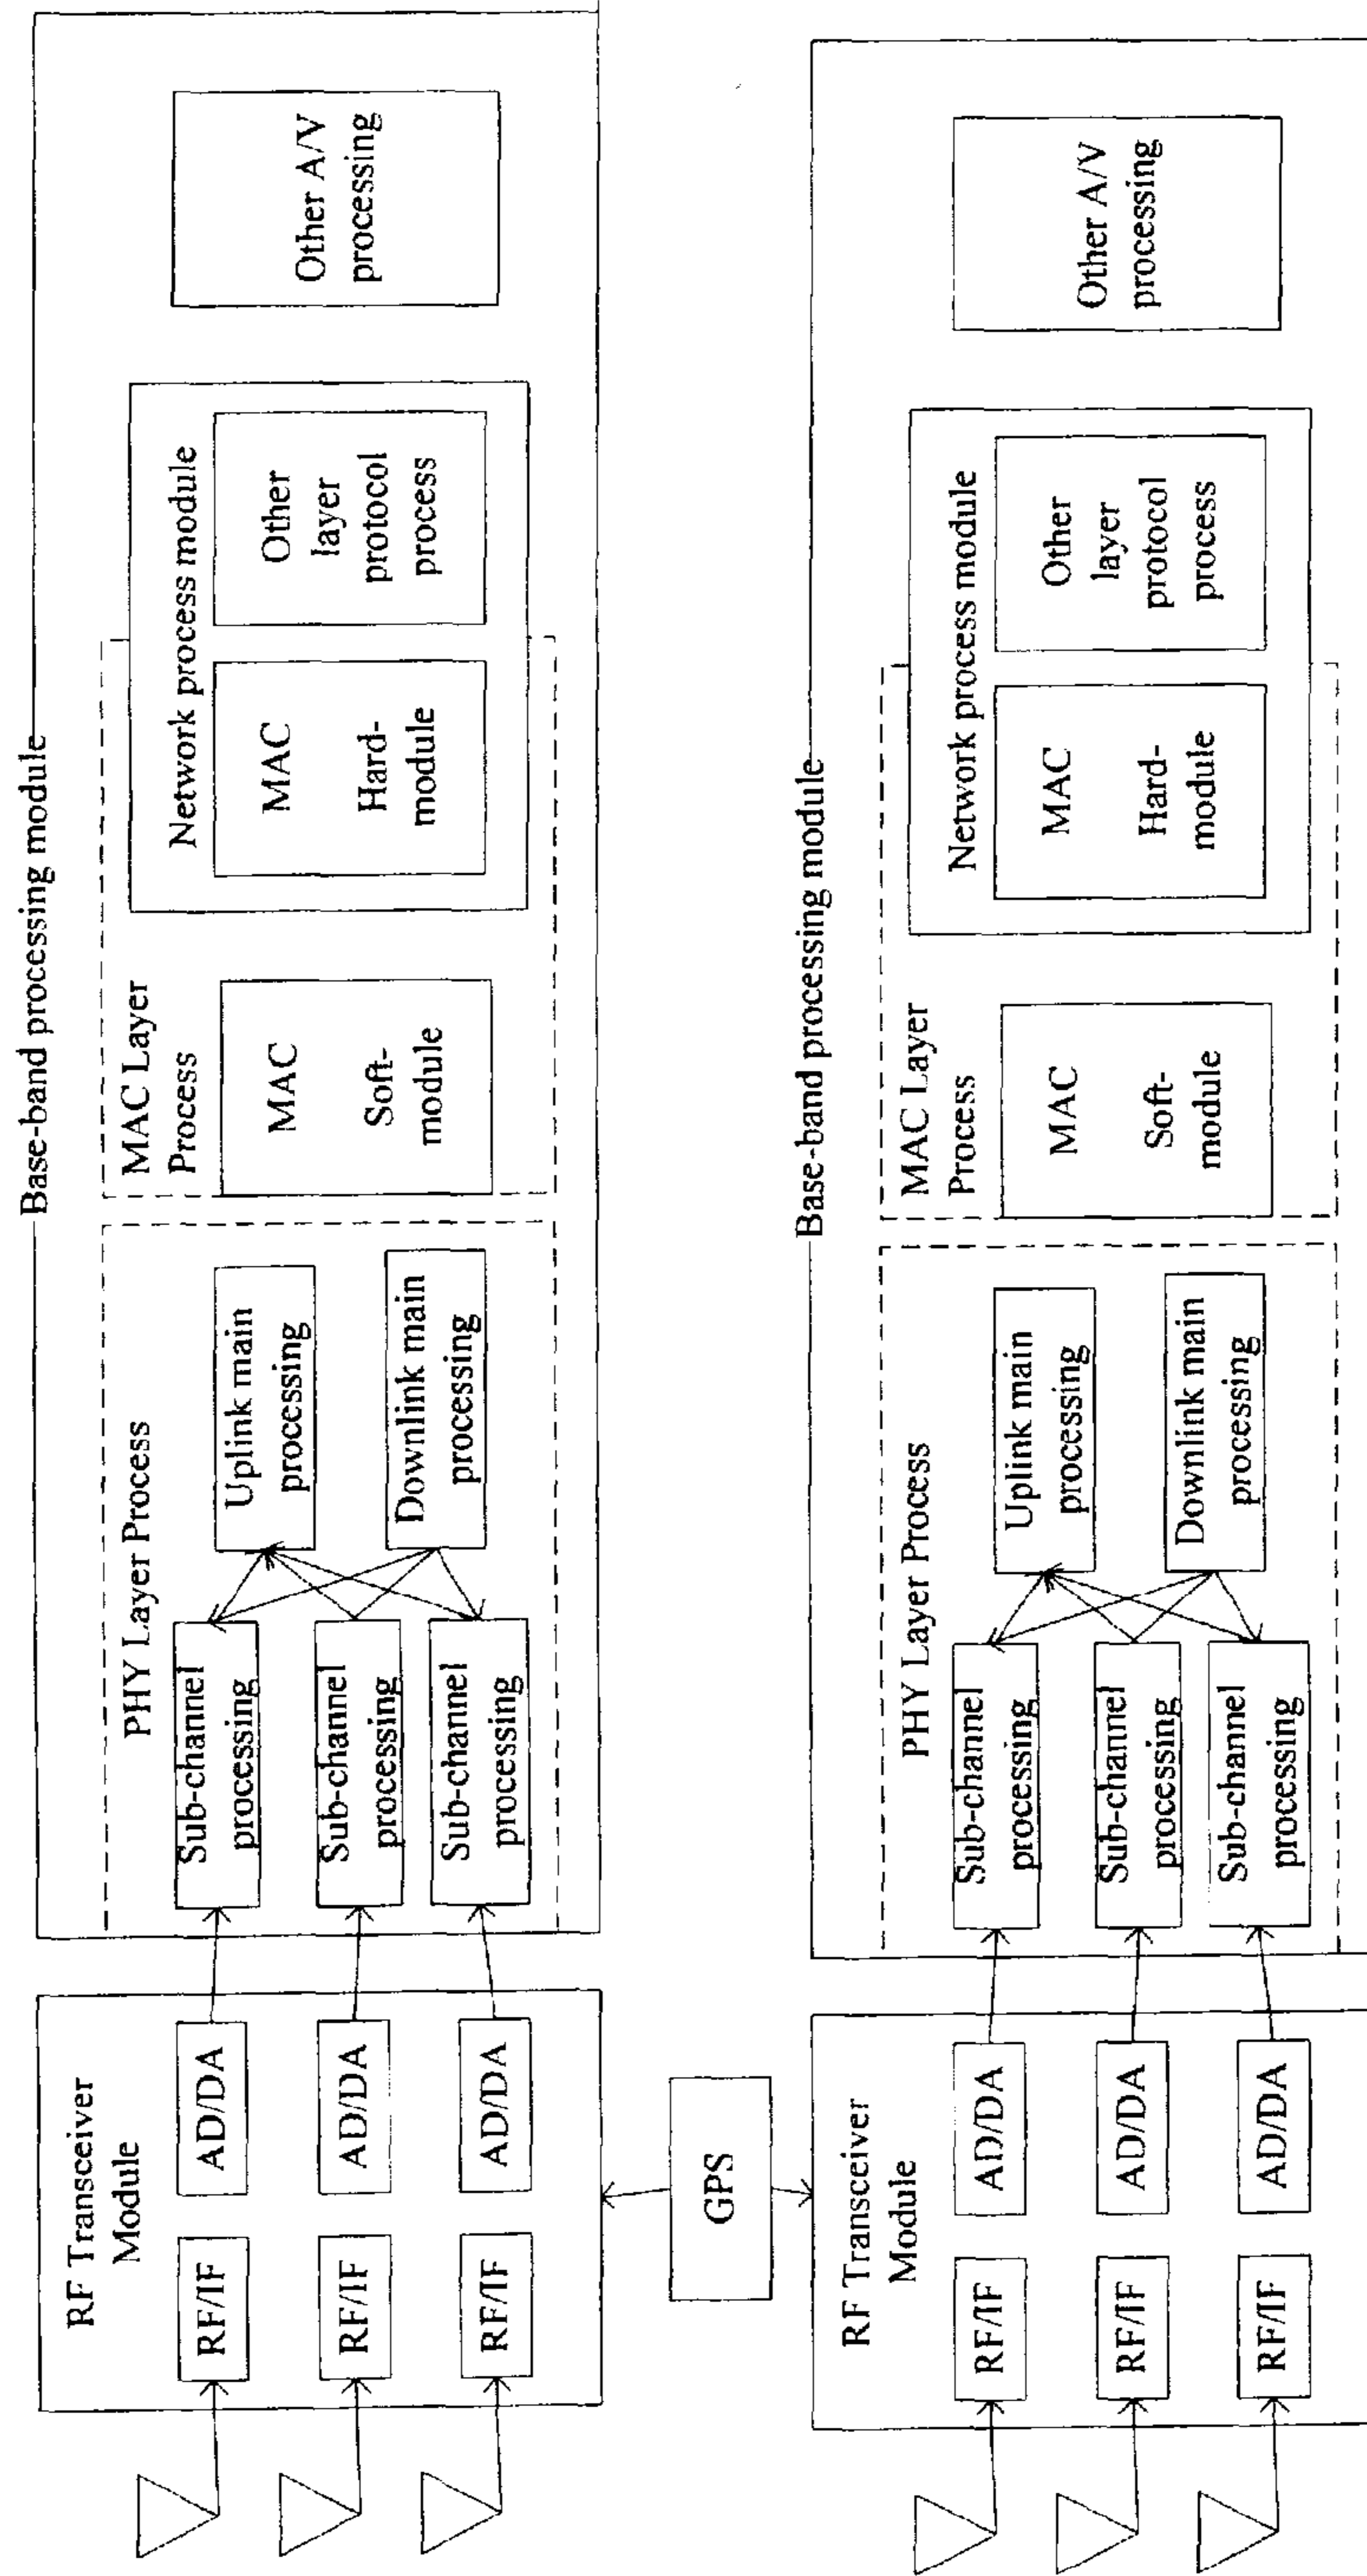 Base-band processing module
RF Transceiver
Module
RF/IF
AD/DA
RF/IF
AD/DA
RF/IF
AD/DA
PHY Layer Process
Sub-channel
processing
Sub-channel
processing
Sub-channel
processing
Uplink main
processing
Downlink main
processing
MAC Layer
Process
MAC
Soft-
module
Network process module
MAC
Hard-
module
Other
layer
protocol
process
Other A/V
processing
GPS
Base-band processing module
RF Transceiver
Module
RF/IF
AD/DA
RF/IF
AD/DA
RF/IF
AD/DA
PHY Layer Process
Sub-channel
processing
Sub-channel
processing
Sub-channel
processing
Uplink main
processing
Downlink main
processing
MAC Layer
Process
MAC
Soft-
module
Network process module
MAC
Hard-
module
Other
layer
protocol
process
Other A/V
processing